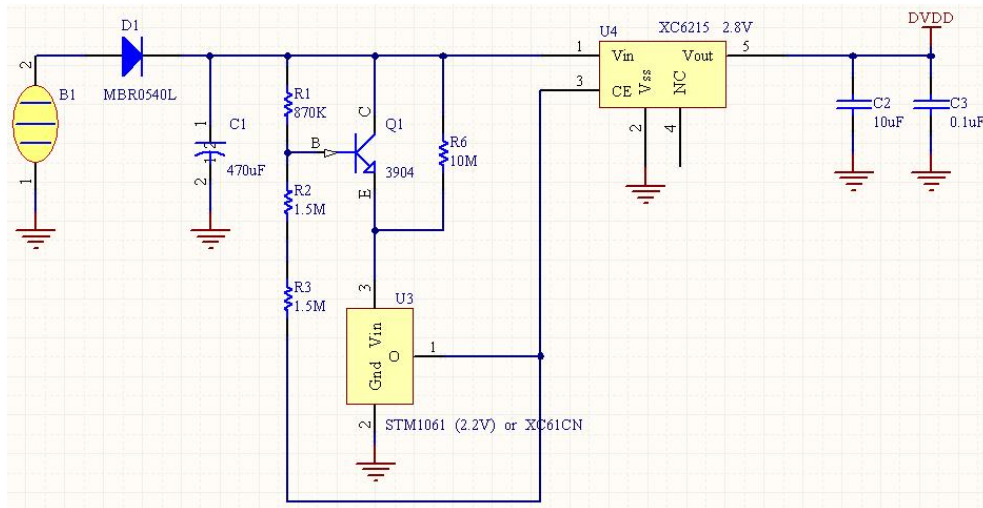 D1
MBR0540L
2
B1
1
1
C1
1 2
470uF
2
R1
870K
B
C
Q1
3904
E
R6
10M
R2
1.5M
R3
1.5M
3
U3
Vin
O
Gnd
1
2
STM1061 (2.2V) or XC61CN
U4
XC6215 2.8V
1
Vin
Vout
5
3
CE
Vss
NC
2
4
DVDD
C2
10uF
C3
0.1uF